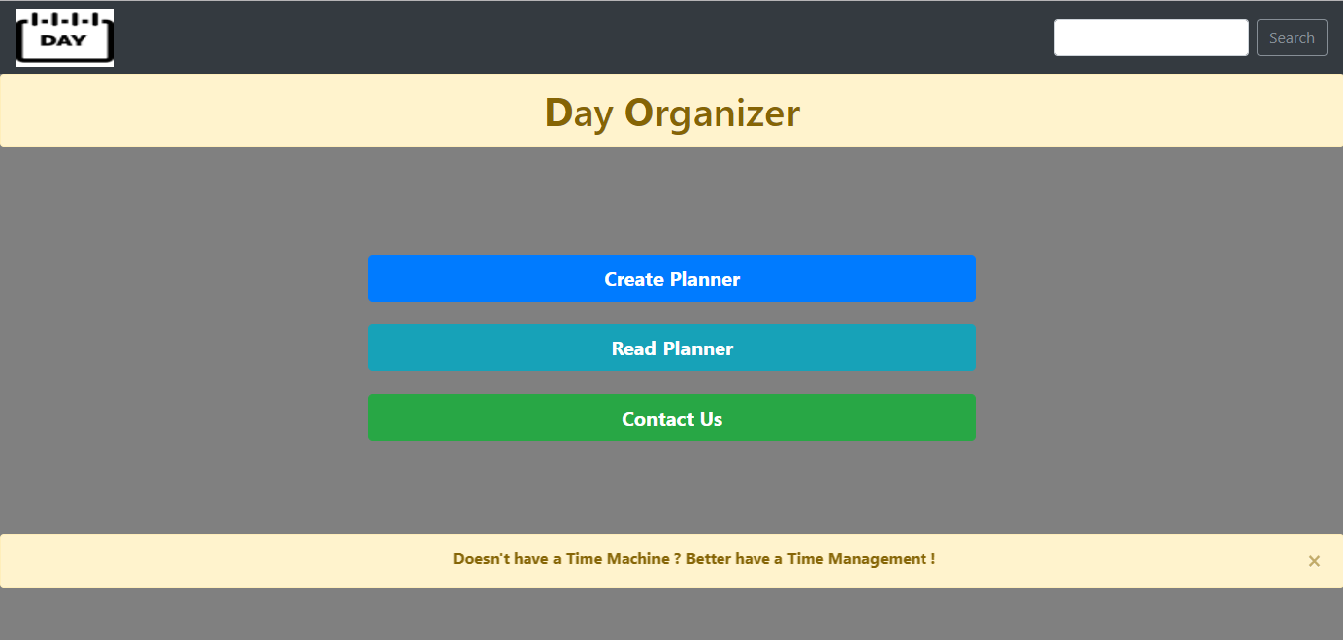 DAY
Search
Day Organizer
Create Planner
Read Planner
Contact Us
Doesn't have a Time Machine ? Better have a Time Management !
×